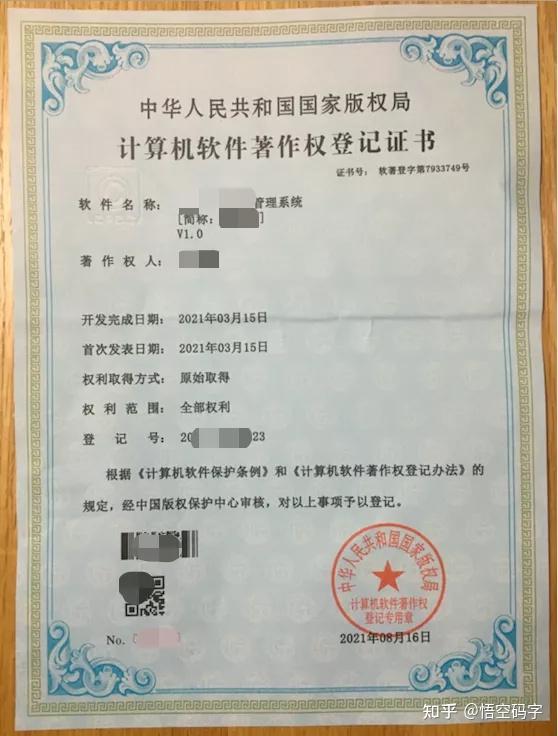 中华人民共和国国家版权局
计算机软件著作权登记证书
证书号： 软著登字第7933749号
软件名称： 管理系统
[简称： ]
V1.0
著作权人：
开发完成日期： 2021年03月15日
首次发表日期： 2021年03月15日
权利取得方式： 原始取得
权利范围： 全部权利
登记号： 20 23
根据《计算机软件保护条例》和《计算机软件著作权登记办法》的
规定，经中国版权保护中心审核，对以上事项予以登记。
中华人民共和国国家版权局
计算机软件著作权
登记专用章
No.
2021年08月16日
知乎 @悟空码字